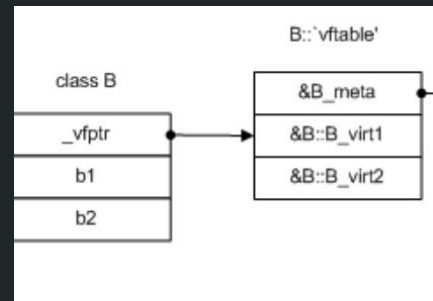 B::`vftable'
class B
&B_meta
_vfptr
&B::B_virt1
b1
&B::B_virt2
b2